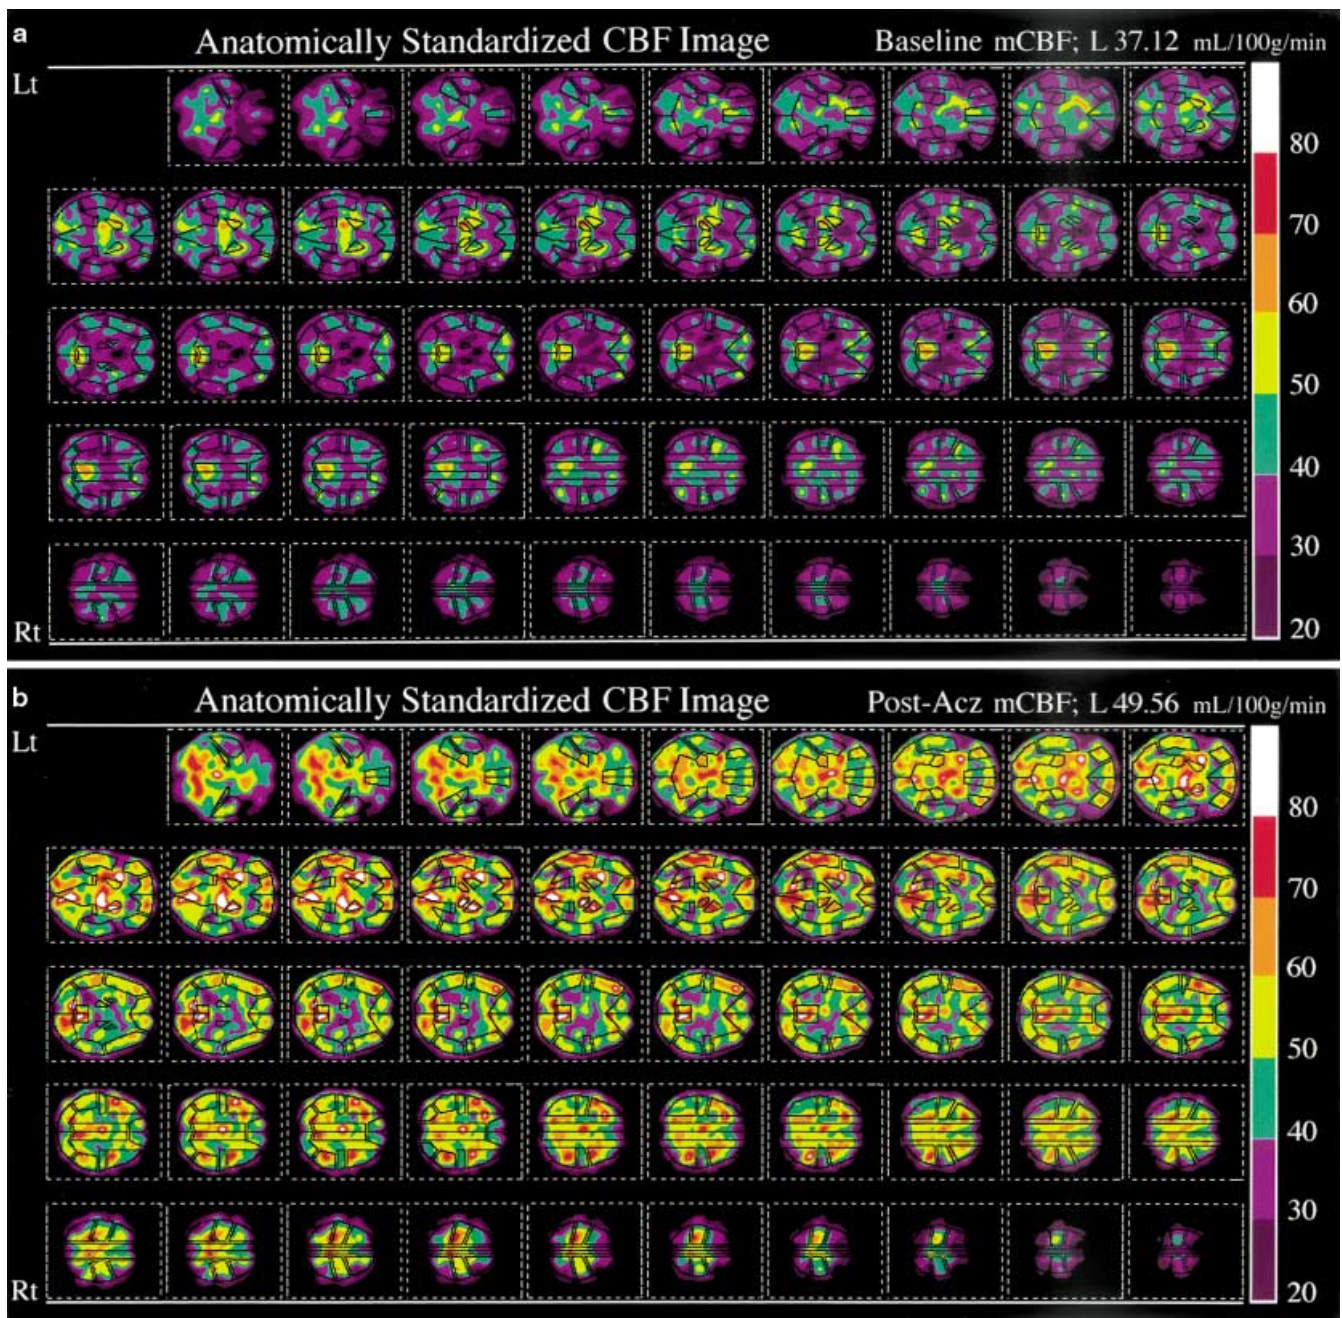 a
Anatomically Standardized CBF Image
Baseline mCBF; L 37.12 mL/100g/min
Lt
80
70
60
50
40
30
20
Rt
b
Anatomically Standardized CBF Image
Post-Acz mCBF; L 49.56 mL/100g/min
Lt
80
70
60
50
40
30
20
Rt